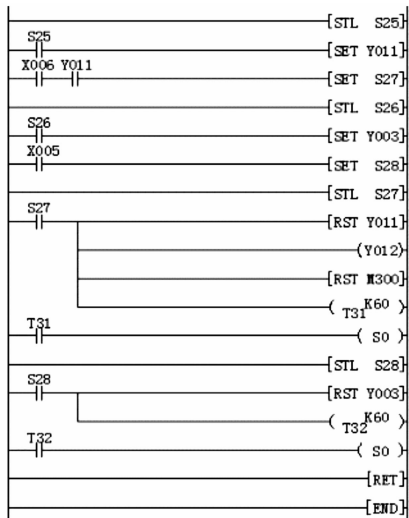 [STL S25]
S25
[SET Y011]
X006 Y011
[SET S27]
[STL S26]
S26
[SET Y003]
X005
[SET S28]
[STL S27]
S27
[RST Y011]
(Y012)
[RST M300]
( T31 K60 )
T31
( S0 )
[STL S28]
S28
[RST Y003]
( T32 K60 )
T32
( S0 )
[RET]
[END]